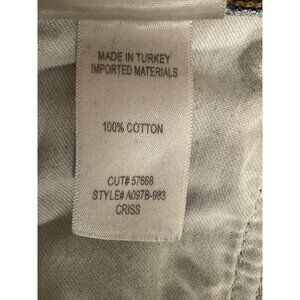 MADE IN TURKEY
IMPORTED MATERIALS
100% COTTON
CUT# 57668
STYLE# A097B-983
CRISS